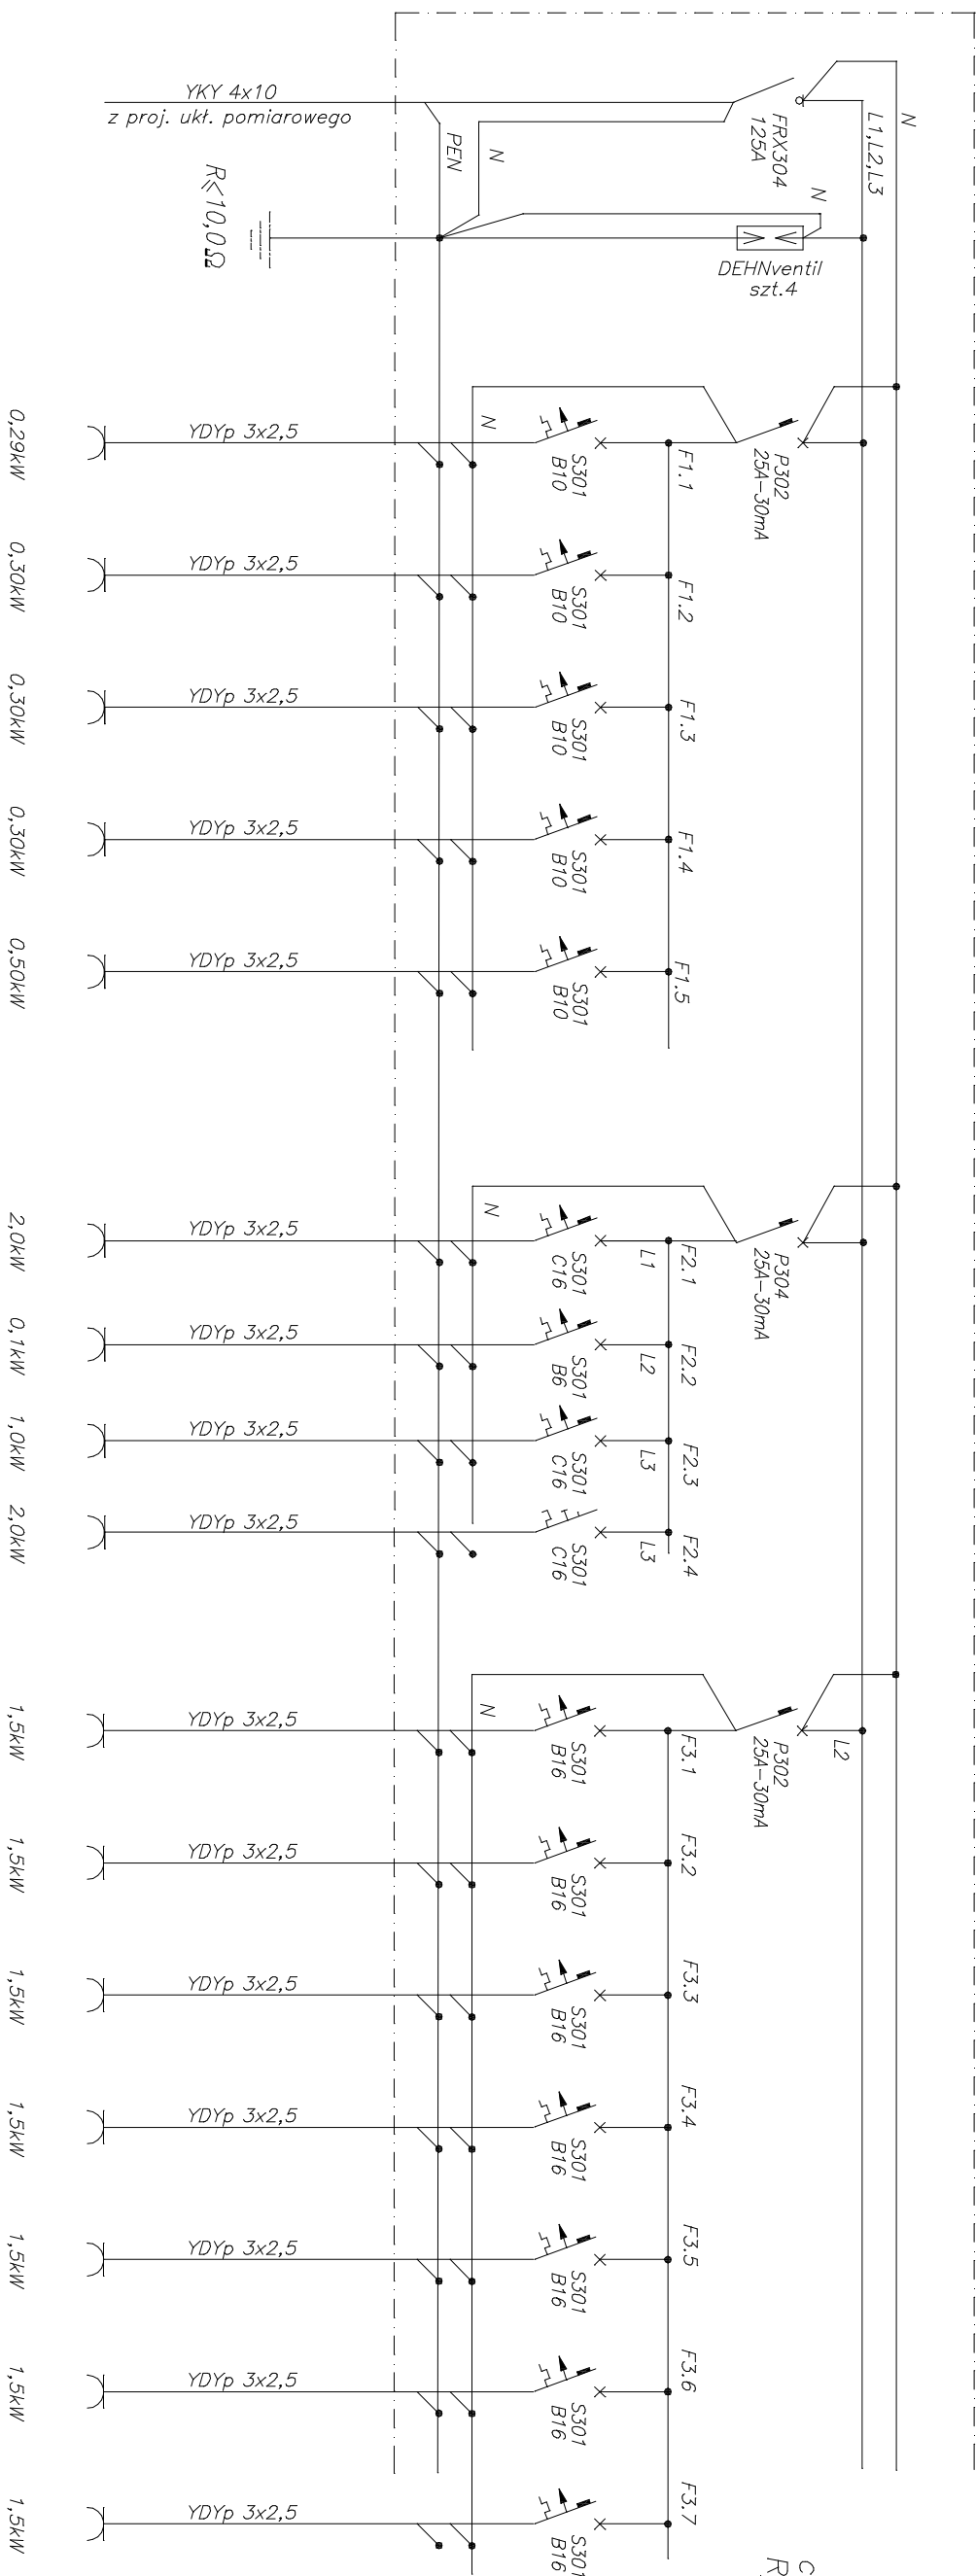 N
L1,L2,L3
FRX304
125A
YKY 4x10
z proj. ukł. pomiarowego
PEN
N
N
R≤10,0Ω
DEHNventil
szt.4
P302
25A-30mA
F1.1
S301
B10
N
YDYp 3x2,5
0,29kW
F1.2
S301
B10
YDYp 3x2,5
0,30kW
F1.3
S301
B10
YDYp 3x2,5
0,30kW
F1.4
S301
B10
YDYp 3x2,5
0,30kW
F1.5
S301
B10
YDYp 3x2,5
0,50kW
P304
25A-30mA
F2.1
L1
S301
C16
N
YDYp 3x2,5
2,0kW
F2.2
L2
S301
B6
YDYp 3x2,5
0,1kW
F2.3
L3
S301
C16
YDYp 3x2,5
1,0kW
F2.4
L3
S301
C16
YDYp 3x2,5
2,0kW
L2
P302
25A-30mA
F3.1
S301
B16
N
YDYp 3x2,5
1,5kW
F3.2
S301
B16
YDYp 3x2,5
1,5kW
F3.3
S301
B16
YDYp 3x2,5
1,5kW
F3.4
S301
B16
YDYp 3x2,5
1,5kW
F3.5
S301
B16
YDYp 3x2,5
1,5kW
F3.6
S301
B16
YDYp 3x2,5
1,5kW
F3.7
S301
B16
YDYp 3x2,5
1,5kW